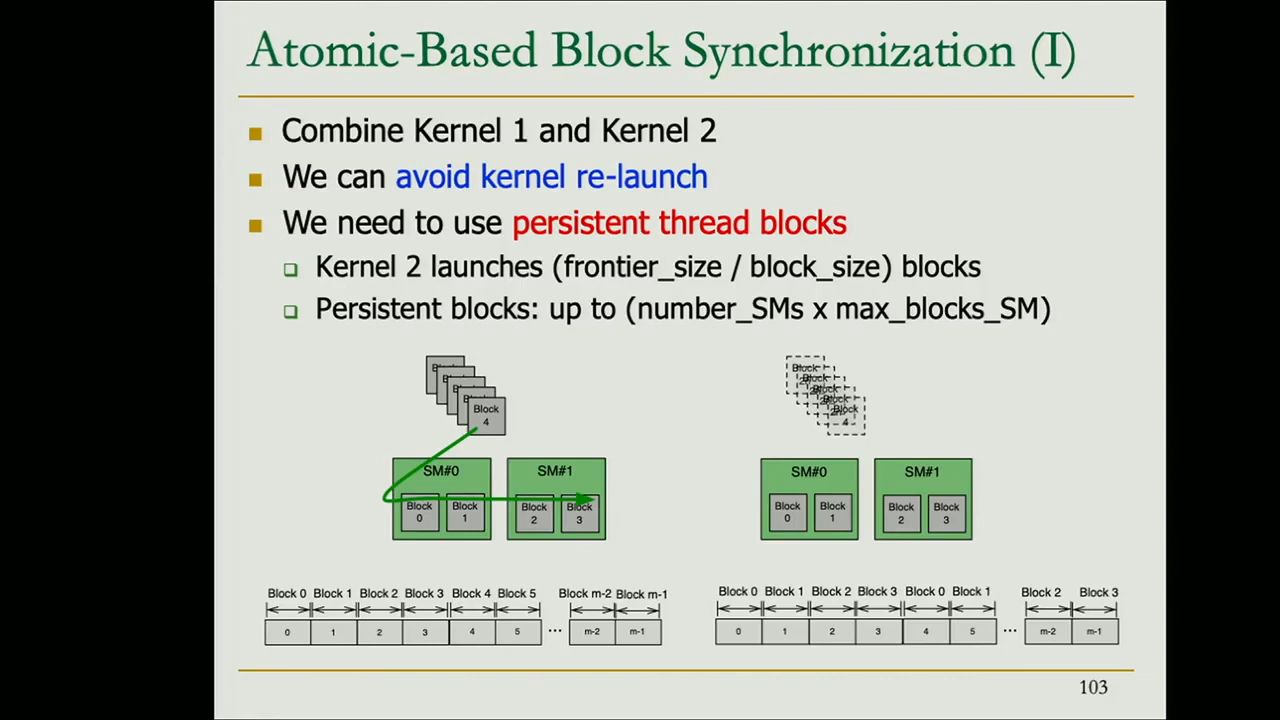 Atomic-Based Block Synchronization (I)
Combine Kernel 1 and Kernel 2
We can avoid kernel re-launch
We need to use persistent thread blocks
Kernel 2 launches (frontier_size / block_size) blocks
Persistent blocks: up to (number_SMs x max_blocks_SM)
Block
4
Block
4
SM#0
SM#1
SM#0
SM#1
Block
0
Block
1
Block
2
Block
3
Block
0
Block
1
Block
2
Block
3
Block 0 Block 1 Block 2 Block 3 Block 4 Block 5 Block m-2 Block m-1
0 1 2 3 4 5 ... m-2 m-1
Block 0 Block 1 Block 2 Block 3 Block 0 Block 1 Block 2 Block 3
0 1 2 3 4 5 ... m-2 m-1
103